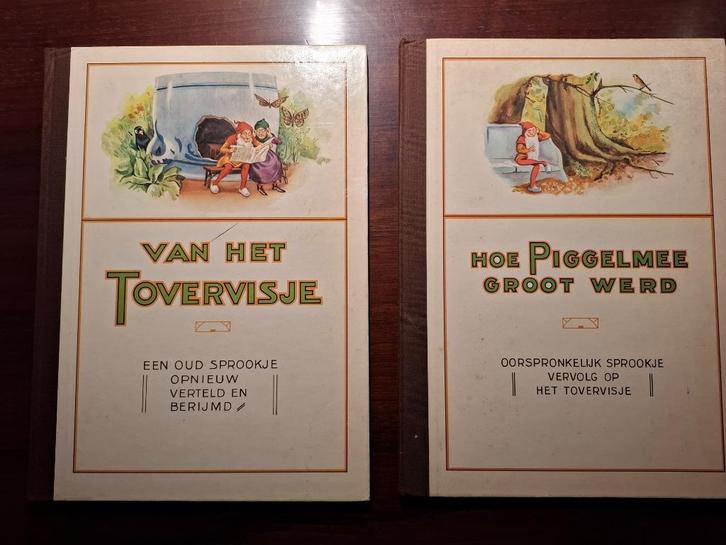 VAN HET
TOVERVISJE
EEN OUD SPROOKJE
OPNIEUW
VERTELD EN
BERIJMD
HOE PIGGELMEE
GROOT WERD
OORSPRONKELIJK SPROOKJE
VERVOLG OP
HET TOVERVISJE